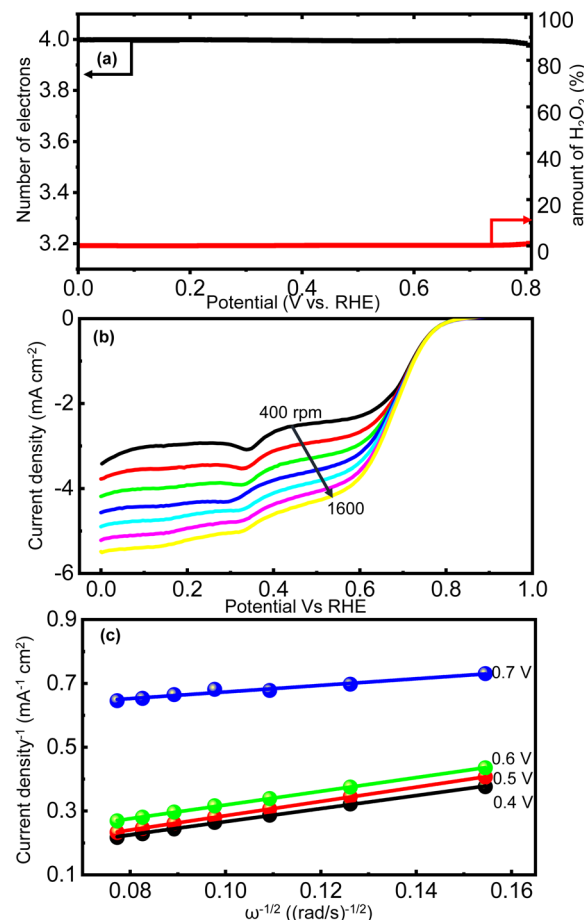 (a)
Number of electrons
4.0
3.8
3.6
3.4
3.2
100
80
60
40
20
0
amount of H₂O₂ (%)
0.0 0.2 0.4 0.6 0.8
Potential (V vs. RHE)
(b)
Current density (mA cm⁻²)
0
-2
-4
-6
400 rpm
1600
0.0 0.2 0.4 0.6 0.8 1.0
Potential Vs RHE
(c)
Current density⁻¹ (mA⁻¹ cm²)
0.9
0.7
0.5
0.3
0.1
0.7 V
0.6 V
0.5 V
0.4 V
0.08 0.10 0.12 0.14 0.16
ω⁻¹/² ((rad/s)⁻¹/²)